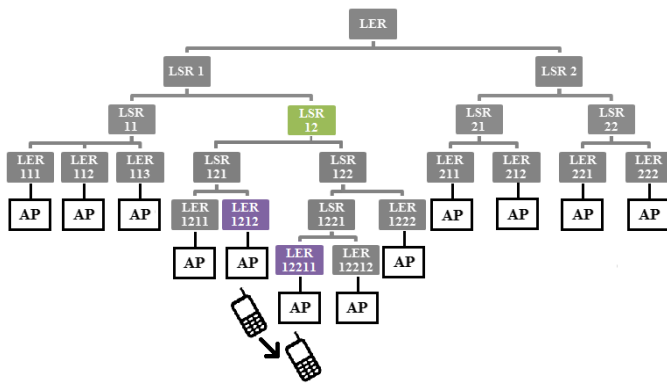 LER
LSR 1
LSR 2
LSR
11
LSR
12
LSR
21
LSR
22
LER
111
LER
112
LER
113
LSR
121
LSR
122
LER
211
LER
212
LER
221
LER
222
AP
AP
AP
LER
1211
LER
1212
LSR
1221
LER
1222
AP
AP
AP
AP
AP
AP
LER
12211
LER
12212
AP
AP
AP